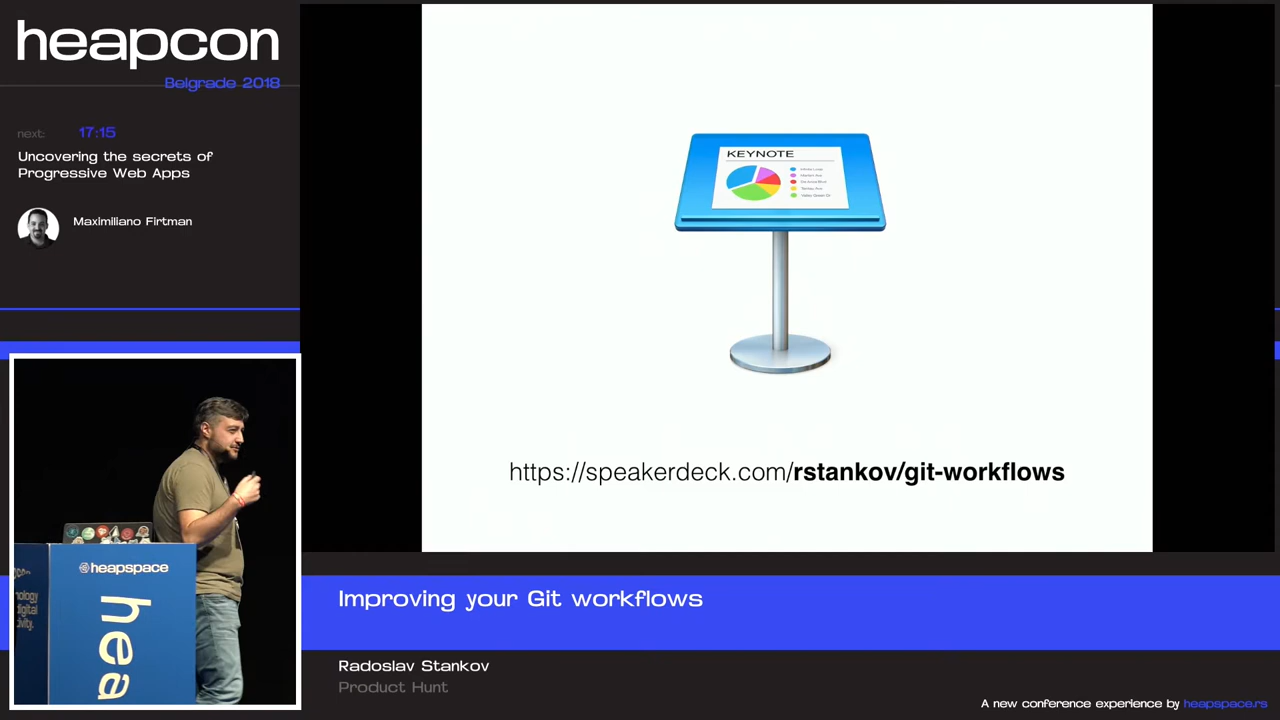 heapcon
Belgrade 2018
next: 17:15
Uncovering the secrets of
Progressive Web Apps
Maximiliano Firtman
KEYNOTE
https://speakerdeck.com/rstankov/git-workflows
heapspace
hea
Improving your Git workflows
Radoslav Stankov
Product Hunt
A new conference experience by heapspace.rs